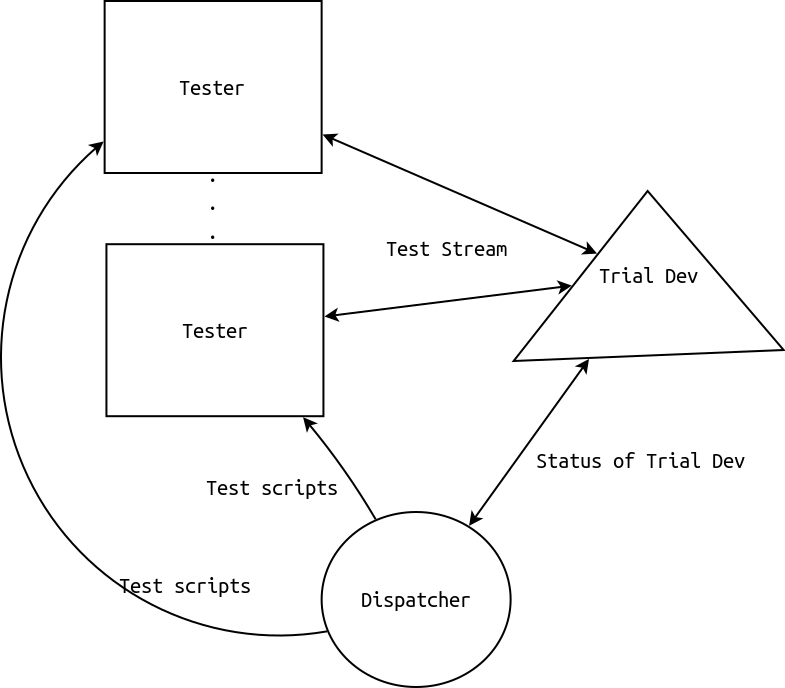 Tester
Test Stream
Trial Dev
Tester
Status of Trial Dev
Test scripts
Test scripts
Dispatcher